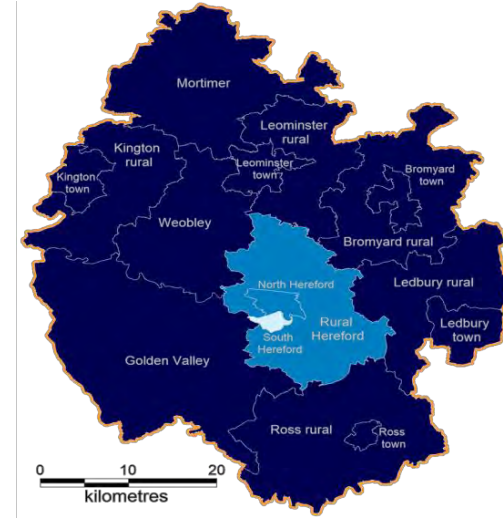 Mortimer
Leominster
rural
Kington
rural
Leominster
town
Kington
town
Bromyard
town
Weobley
Bromyard rural
North Hereford
Ledbury rural
Rural
Hereford
South
Hereford
Ledbury
town
Golden Valley
Ross rural
Ross
town
0 10 20
kilometres